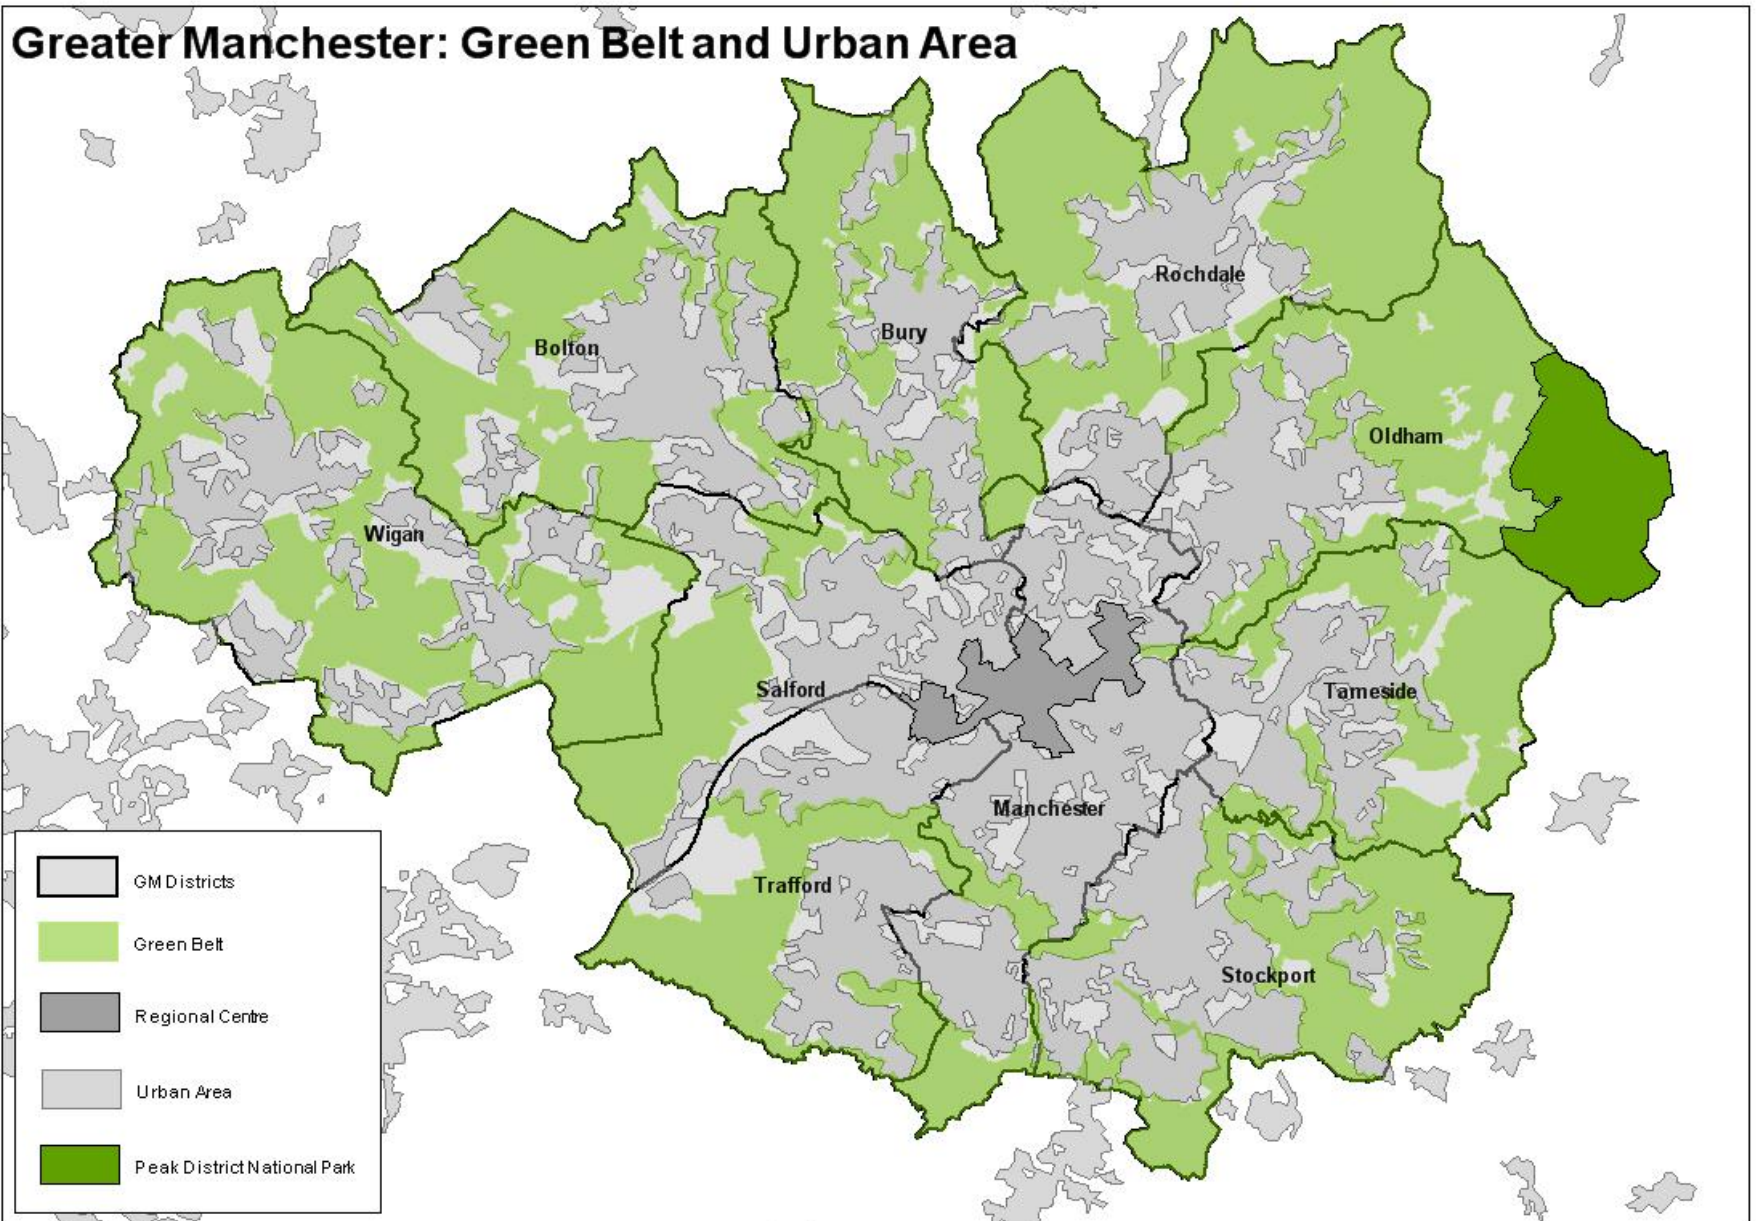 Greater Manchester: Green Belt and Urban Area
Rochdale
Bury
Bolton
Oldham
Wigan
Salford
Tameside
Manchester
Trafford
Stockport
GM Districts
Green Belt
Regional Centre
Urban Area
Peak District National Park